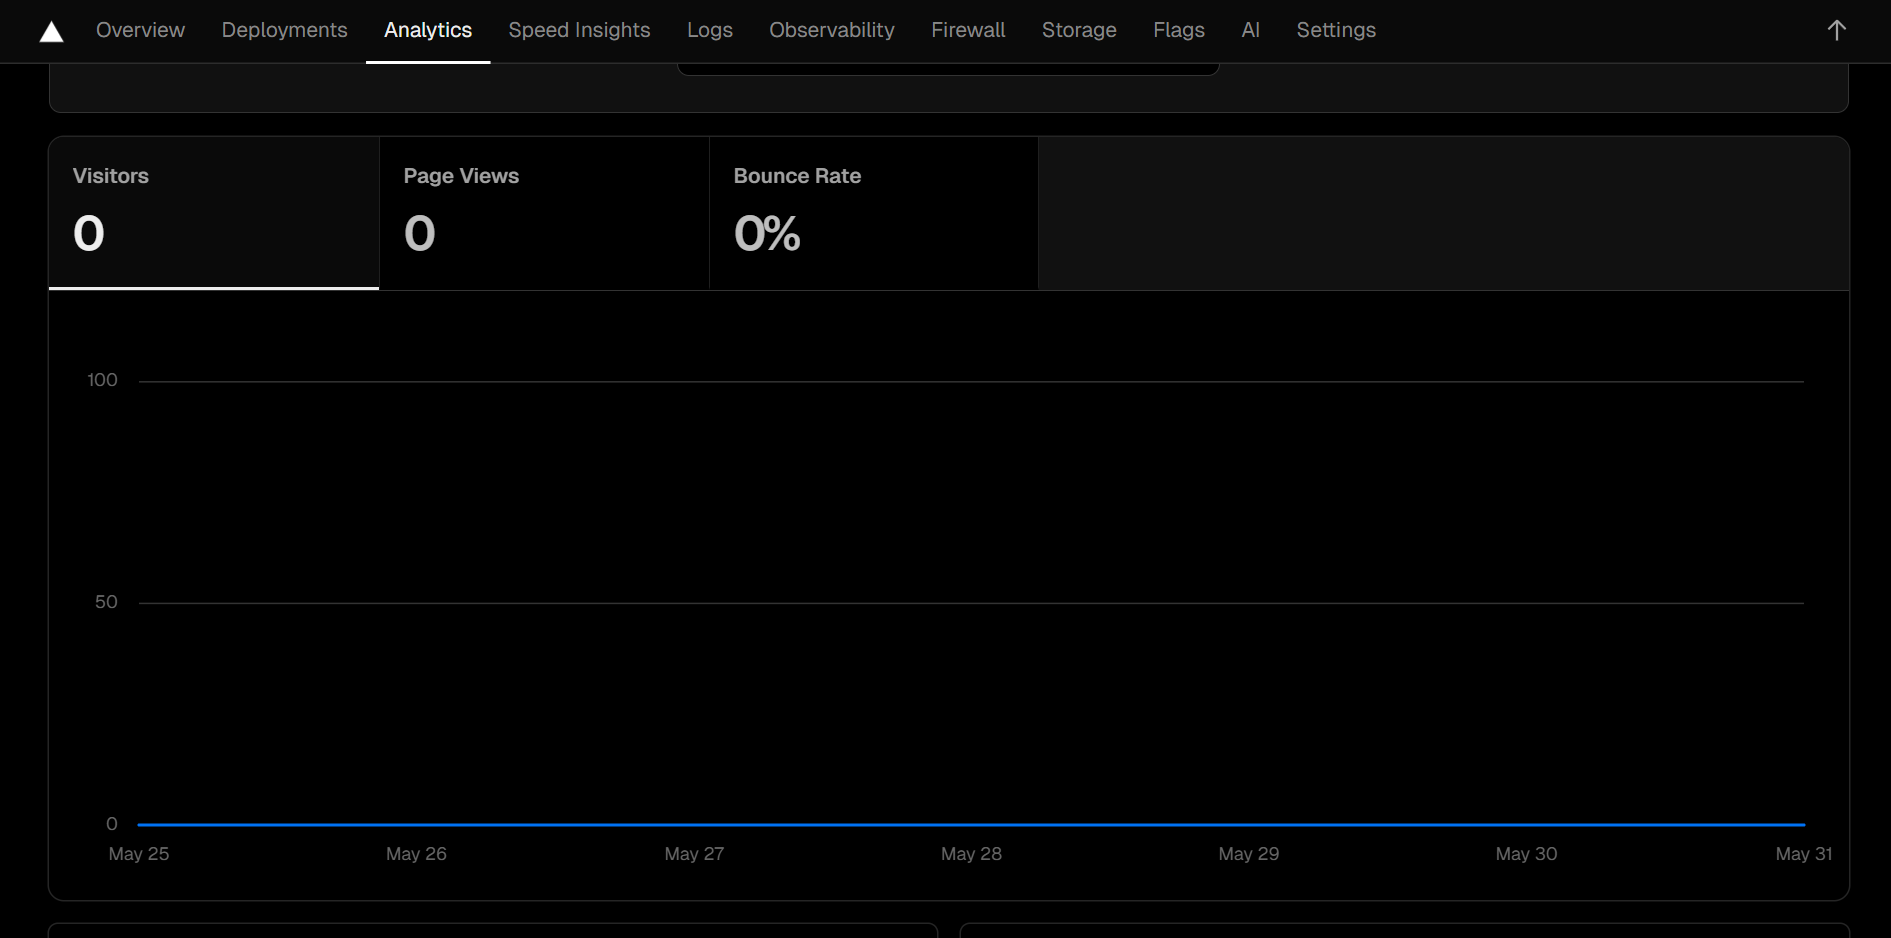 Overview Deployments Analytics Speed Insights Logs Observability Firewall Storage Flags AI Settings
Visitors
0
Page Views
0
Bounce Rate
0%
100
50
0
May 25 May 26 May 27 May 28 May 29 May 30 May 31